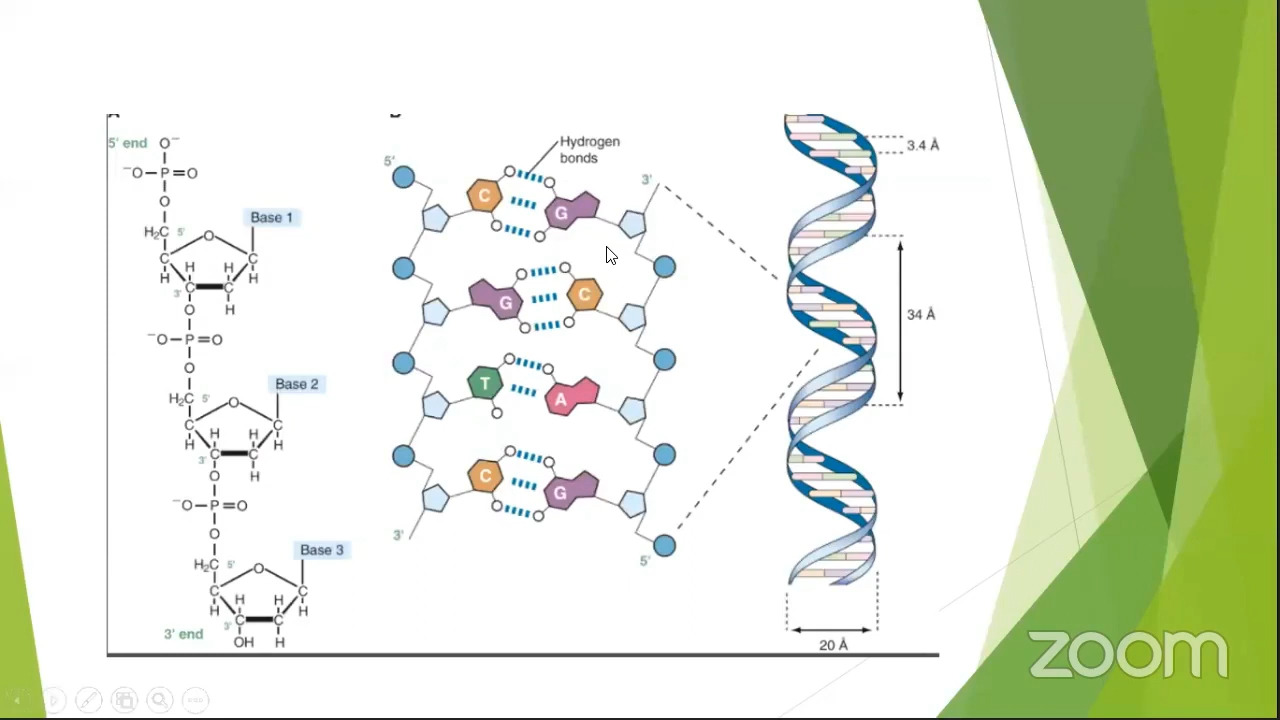 5' end
O⁻
⁻O–P=O
O
H₂C 5'
O
Base 1
C
C
H
H
H
H
3'
C
C
H
O
⁻O–P=O
O
H₂C 5'
O
Base 2
C
C
H
H
H
H
3'
C
C
H
O
⁻O–P=O
O
H₂C 5'
O
Base 3
C
C
H
H
H
H
3'
C
C
3' end
OH
H
5'
Hydrogen
bonds
3'
C
G
G
C
T
A
C
G
3'
5'
3.4 Å
34 Å
20 Å
zoom